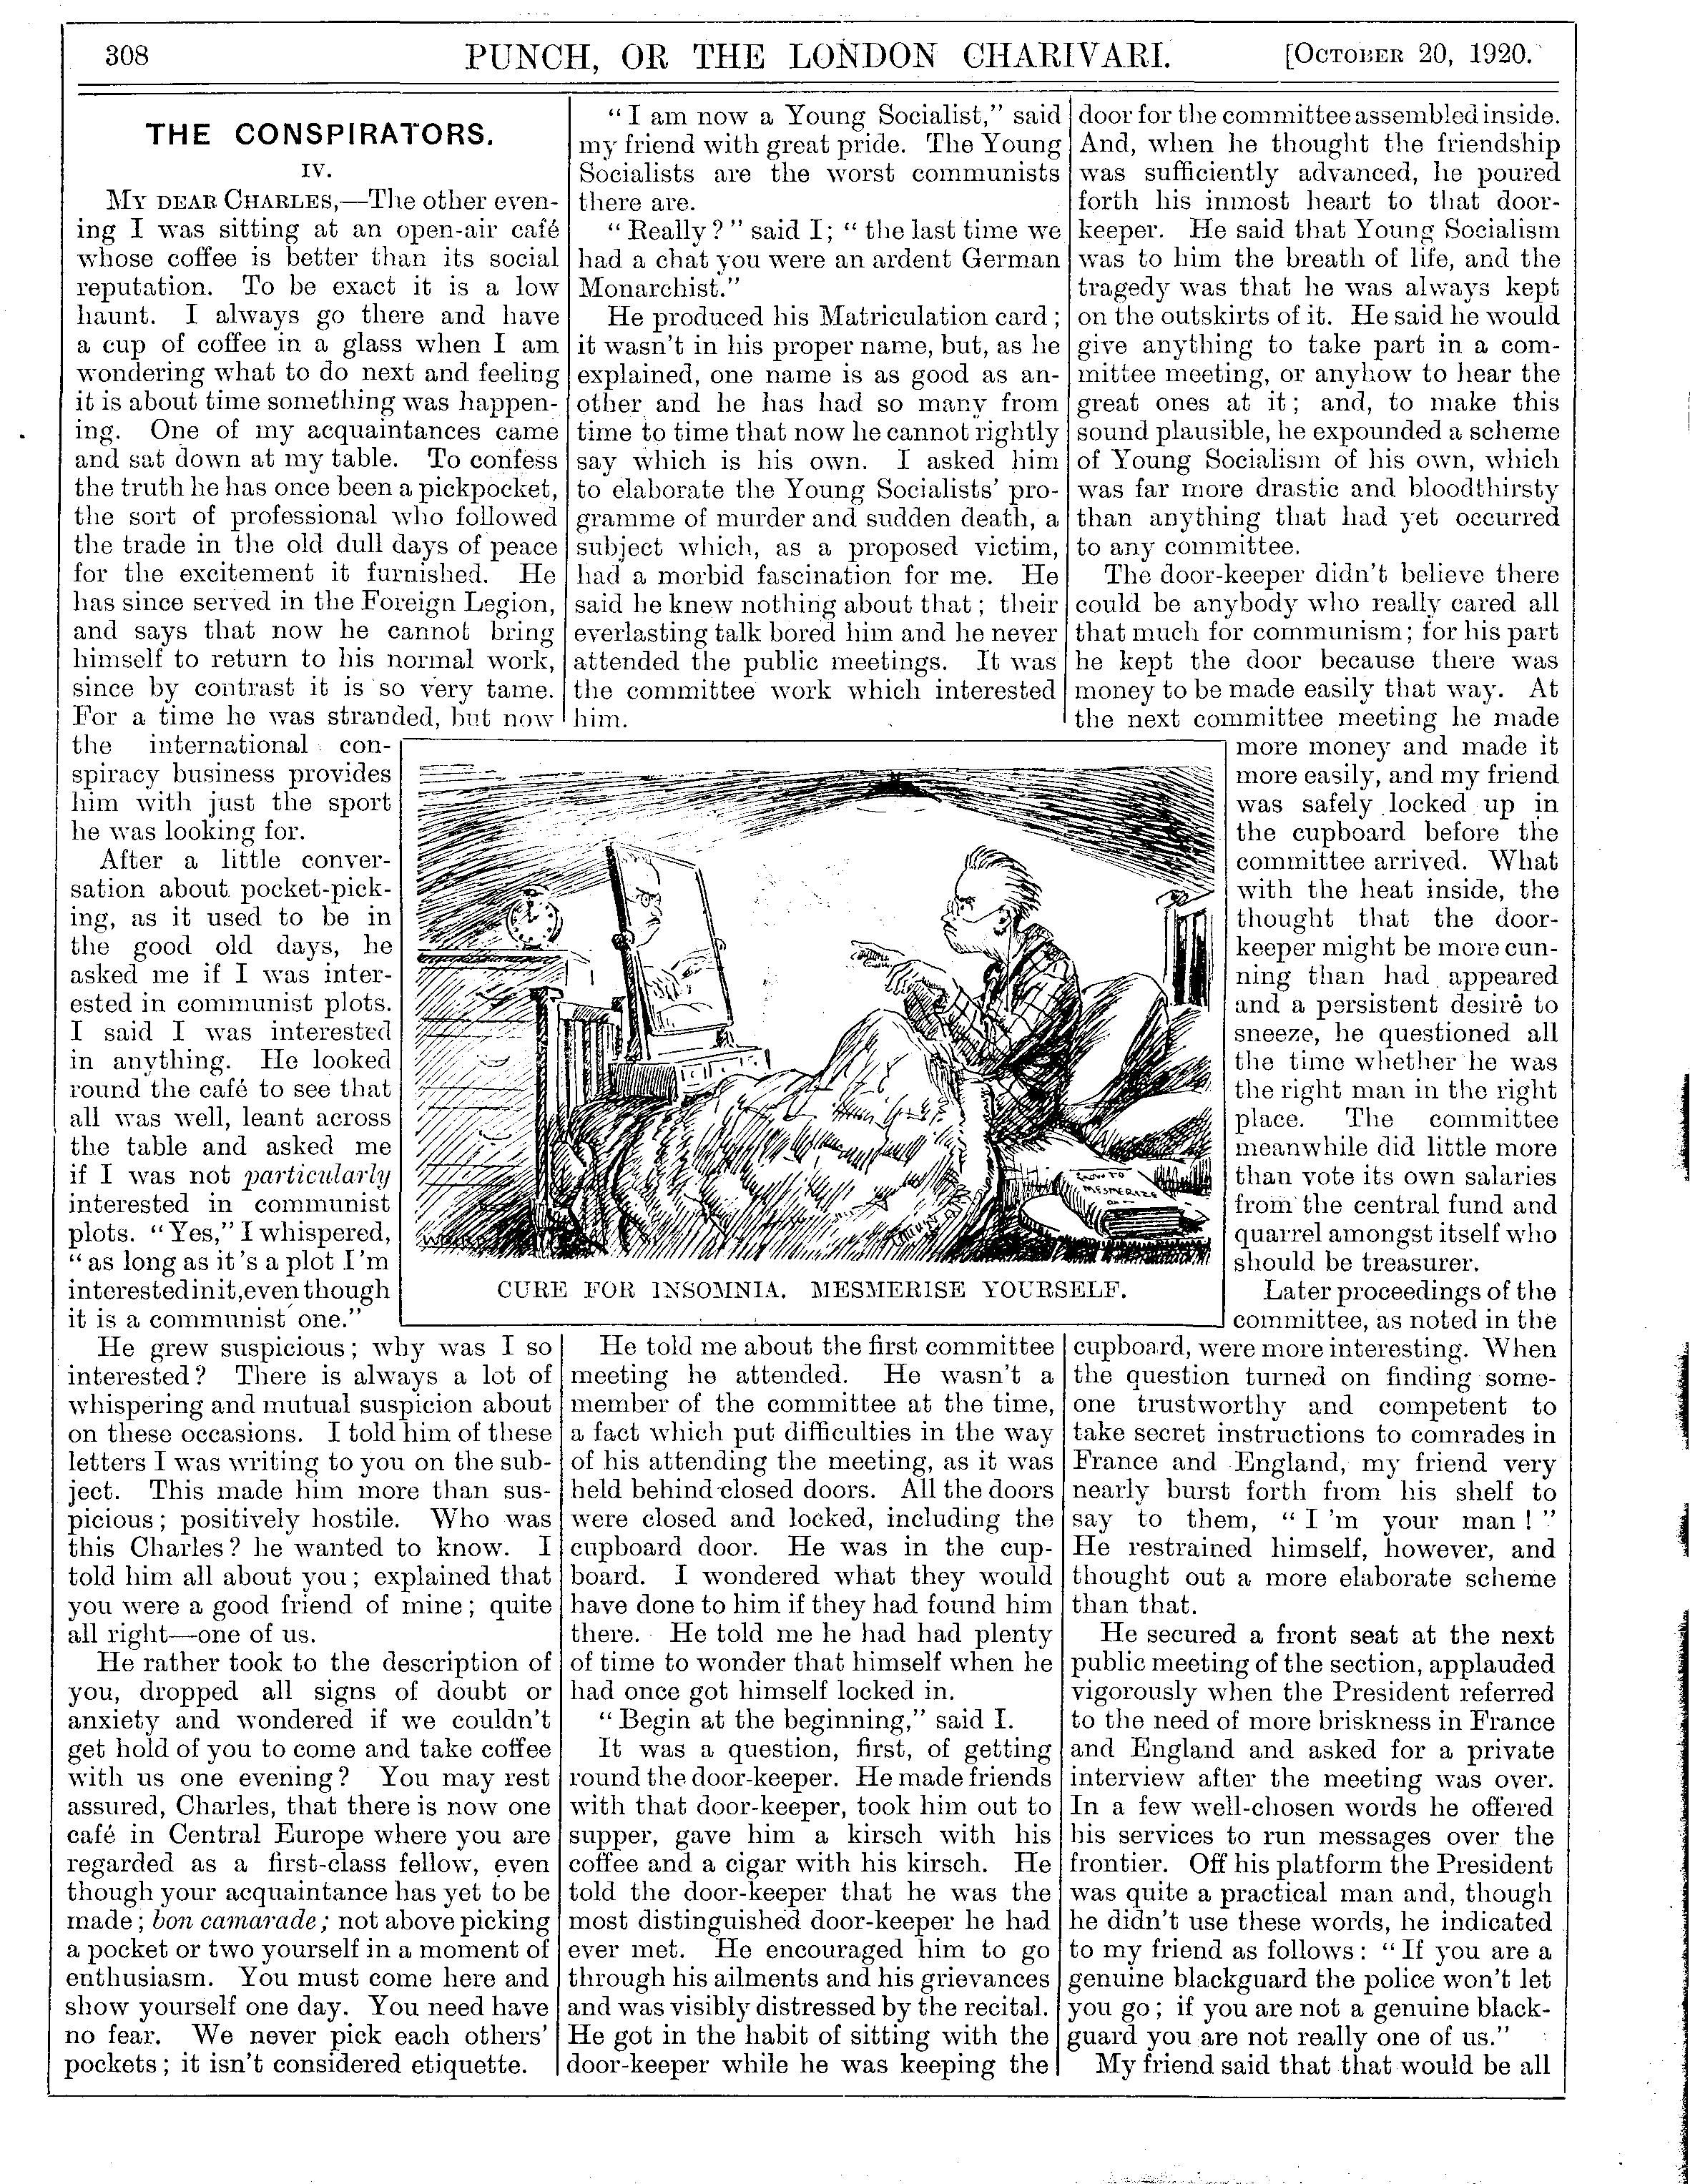 308
PUNCH, OR THE LONDON CHARIVARI.
[OCTOBER 20, 1920.
THE CONSPIRATORS.
IV.
MY DEAR CHARLES,—The other even-
ing I was sitting at an open-air café
whose coffee is better than its social
reputation. To be exact it is a low
haunt. I always go there and have
a cup of coffee in a glass when I am
wondering what to do next and feeling
it is about time something was happen-
ing. One of my acquaintances came
and sat down at my table. To confess
the truth he has once been a pickpocket,
the sort of professional who followed
the trade in the old dull days of peace
for the excitement it furnished. He
has since served in the Foreign Legion,
and says that now he cannot bring
himself to return to his normal work,
since by contrast it is so very tame.
For a time he was stranded, but now
the international con-
spiracy business provides
him with just the sport
he was looking for.
After a little conver-
sation about pocket-pick-
ing, as it used to be in
the good old days, he
asked me if I was inter-
ested in communist plots.
I said I was interested
in anything. He looked
round the café to see that
all was well, leant across
the table and asked me
if I was not particularly
interested in communist
plots. "Yes," I whispered,
"as long as it's a plot I'm
interested in it, even though
it is a communist one."
He grew suspicious; why was I so
interested? There is always a lot of
whispering and mutual suspicion about
on these occasions. I told him of these
letters I was writing to you on the sub-
ject. This made him more than sus-
picious; positively hostile. Who was
this Charles? he wanted to know. I
told him all about you; explained that
you were a good friend of mine; quite
all right—one of us.
He rather took to the description of
you, dropped all signs of doubt or
anxiety and wondered if we couldn't
get hold of you to come and take coffee
with us one evening? You may rest
assured, Charles, that there is now one
café in Central Europe where you are
regarded as a first-class fellow, even
though your acquaintance has yet to be
made; bon camarade; not above picking
a pocket or two yourself in a moment of
enthusiasm. You must come here and
show yourself one day. You need have
no fear. We never pick each others'
pockets; it isn't considered etiquette.
"I am now a Young Socialist," said
my friend with great pride. The Young
Socialists are the worst communists
there are.
"Really?" said I; "the last time we
had a chat you were an ardent German
Monarchist."
He produced his Matriculation card;
it wasn't in his proper name, but, as he
explained, one name is as good as an-
other and he has had so many from
time to time that now he cannot rightly
say which is his own. I asked him
to elaborate the Young Socialists' pro-
gramme of murder and sudden death, a
subject which, as a proposed victim,
had a morbid fascination for me. He
said he knew nothing about that; their
everlasting talk bored him and he never
attended the public meetings. It was
the committee work which interested
him.
HOW TO
MESMERIZE
CURE FOR INSOMNIA. MESMERISE YOURSELF.
He told me about the first committee
meeting he attended. He wasn't a
member of the committee at the time,
a fact which put difficulties in the way
of his attending the meeting, as it was
held behind closed doors. All the doors
were closed and locked, including the
cupboard door. He was in the cup-
board. I wondered what they would
have done to him if they had found him
there. He told me he had had plenty
of time to wonder that himself when he
had once got himself locked in.
"Begin at the beginning," said I.
It was a question, first, of getting
round the door-keeper. He made friends
with that door-keeper, took him out to
supper, gave him a kirsch with his
coffee and a cigar with his kirsch. He
told the door-keeper that he was the
most distinguished door-keeper he had
ever met. He encouraged him to go
through his ailments and his grievances
and was visibly distressed by the recital.
He got in the habit of sitting with the
door-keeper while he was keeping the
door for the committee assembled inside.
And, when he thought the friendship
was sufficiently advanced, he poured
forth his inmost heart to that door-
keeper. He said that Young Socialism
was to him the breath of life, and the
tragedy was that he was always kept
on the outskirts of it. He said he would
give anything to take part in a com-
mittee meeting, or anyhow to hear the
great ones at it; and, to make this
sound plausible, he expounded a scheme
of Young Socialism of his own, which
was far more drastic and bloodthirsty
than anything that had yet occurred
to any committee.
The door-keeper didn't believe there
could be anybody who really cared all
that much for communism; for his part
he kept the door because there was
money to be made easily that way. At
the next committee meeting he made
more money and made it
more easily, and my friend
was safely locked up in
the cupboard before the
committee arrived. What
with the heat inside, the
thought that the door-
keeper might be more cun-
ning than had appeared
and a persistent desire to
sneeze, he questioned all
the time whether he was
the right man in the right
place. The committee
meanwhile did little more
than vote its own salaries
from the central fund and
quarrel amongst itself who
should be treasurer.
Later proceedings of the
committee, as noted in the
cupboard, were more interesting. When
the question turned on finding some-
one trustworthy and competent to
take secret instructions to comrades in
France and England, my friend very
nearly burst forth from his shelf to
say to them, "I'm your man!"
He restrained himself, however, and
thought out a more elaborate scheme
than that.
He secured a front seat at the next
public meeting of the section, applauded
vigorously when the President referred
to the need of more briskness in France
and England and asked for a private
interview after the meeting was over.
In a few well-chosen words he offered
his services to run messages over the
frontier. Off his platform the President
was quite a practical man and, though
he didn't use these words, he indicated
to my friend as follows: "If you are a
genuine blackguard the police won't let
you go; if you are not a genuine black-
guard you are not really one of us."
My friend said that that would be all